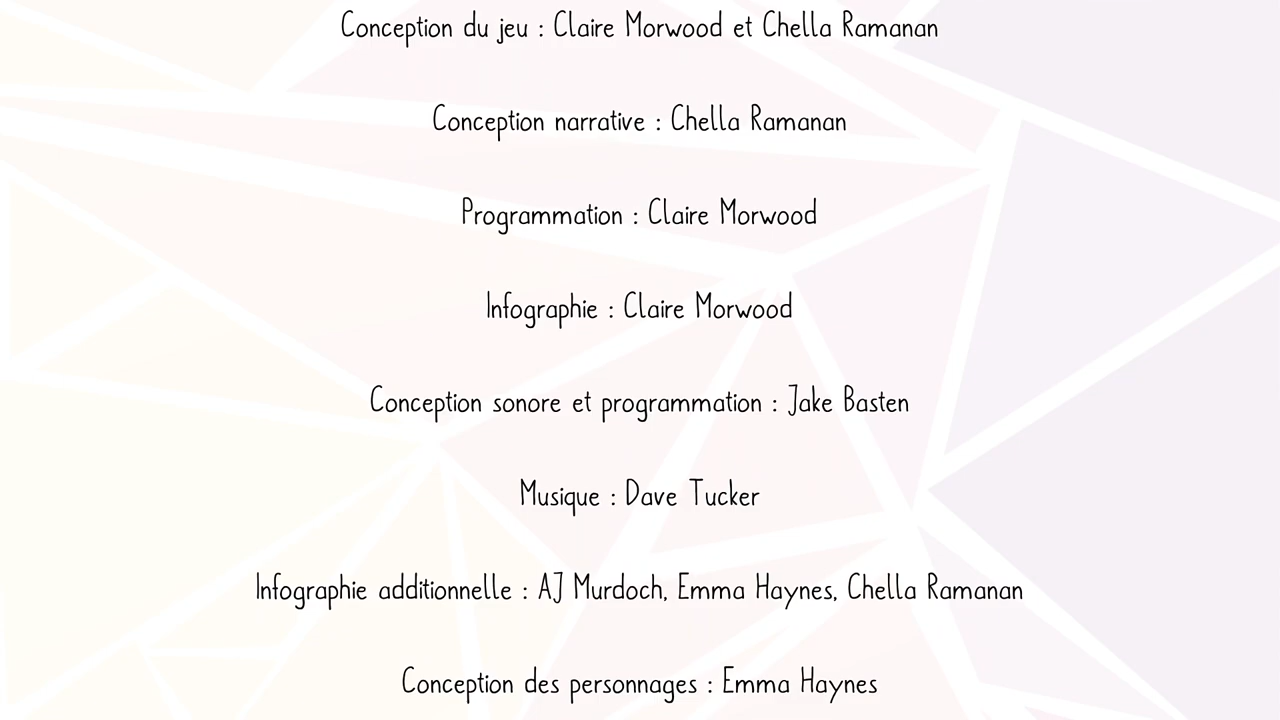 Conception du jeu : Claire Morwood et Chella Ramanan
Conception narrative : Chella Ramanan
Programmation : Claire Morwood
Infographie : Claire Morwood
Conception sonore et programmation : Jake Basten
Musique : Dave Tucker
Infographie additionnelle : AJ Murdoch, Emma Haynes, Chella Ramanan
Conception des personnages : Emma Haynes